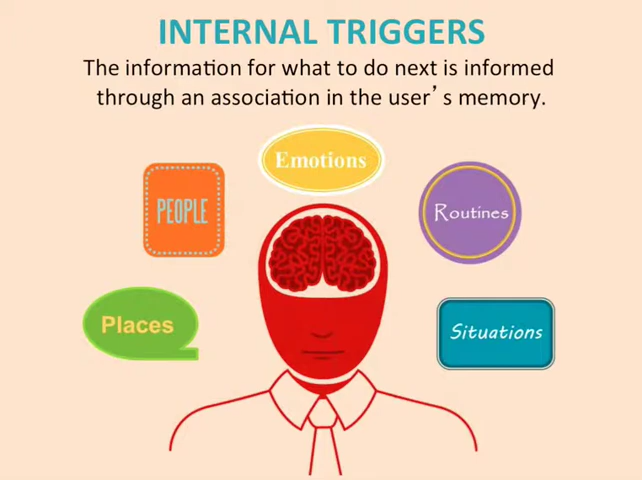 INTERNAL TRIGGERS
The information for what to do next is informed
through an association in the user’s memory.
Emotions
PEOPLE
Routines
Places
Situations